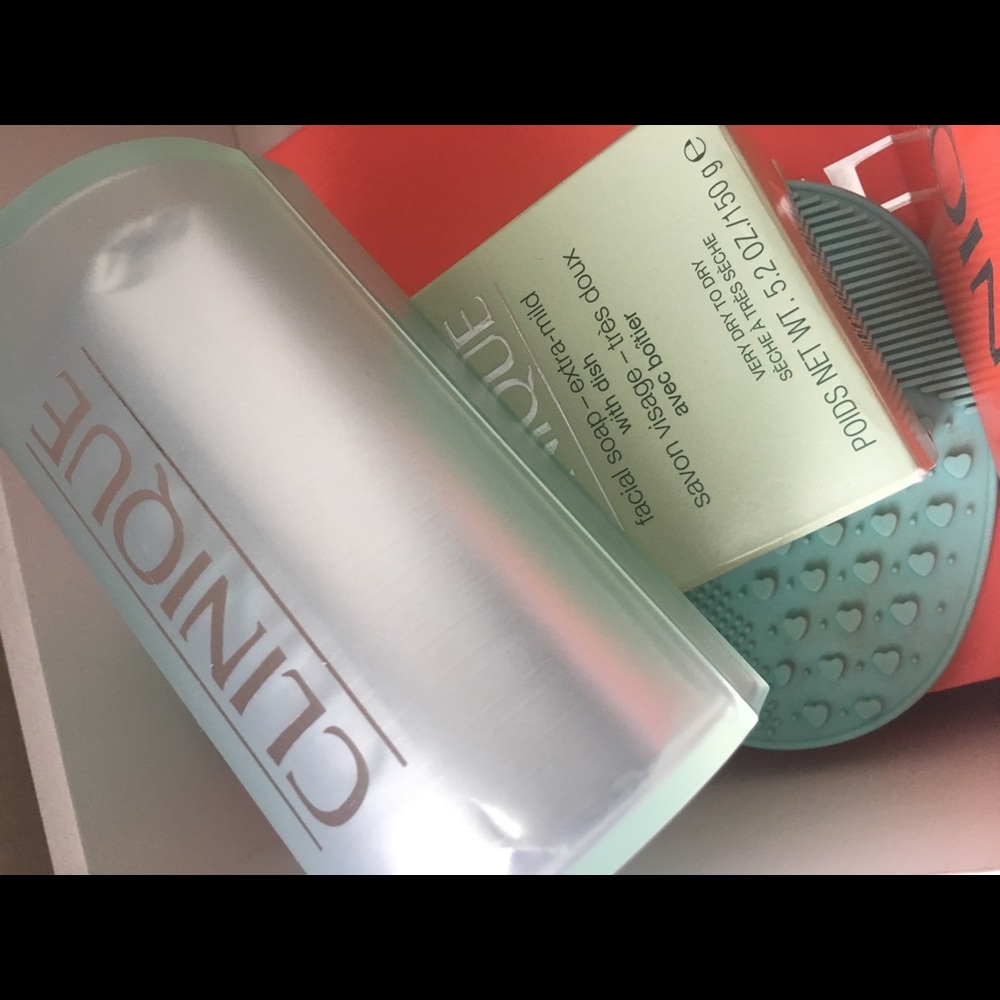 CLINIQUE
NIQUE
facial soap – extra-mild
with dish
savon visage – très doux
avec boîtier
VERY DRY TO DRY
SÈCHE À TRÈS SÈCHE
POIDS NET WT. 5.2 OZ./150 g e